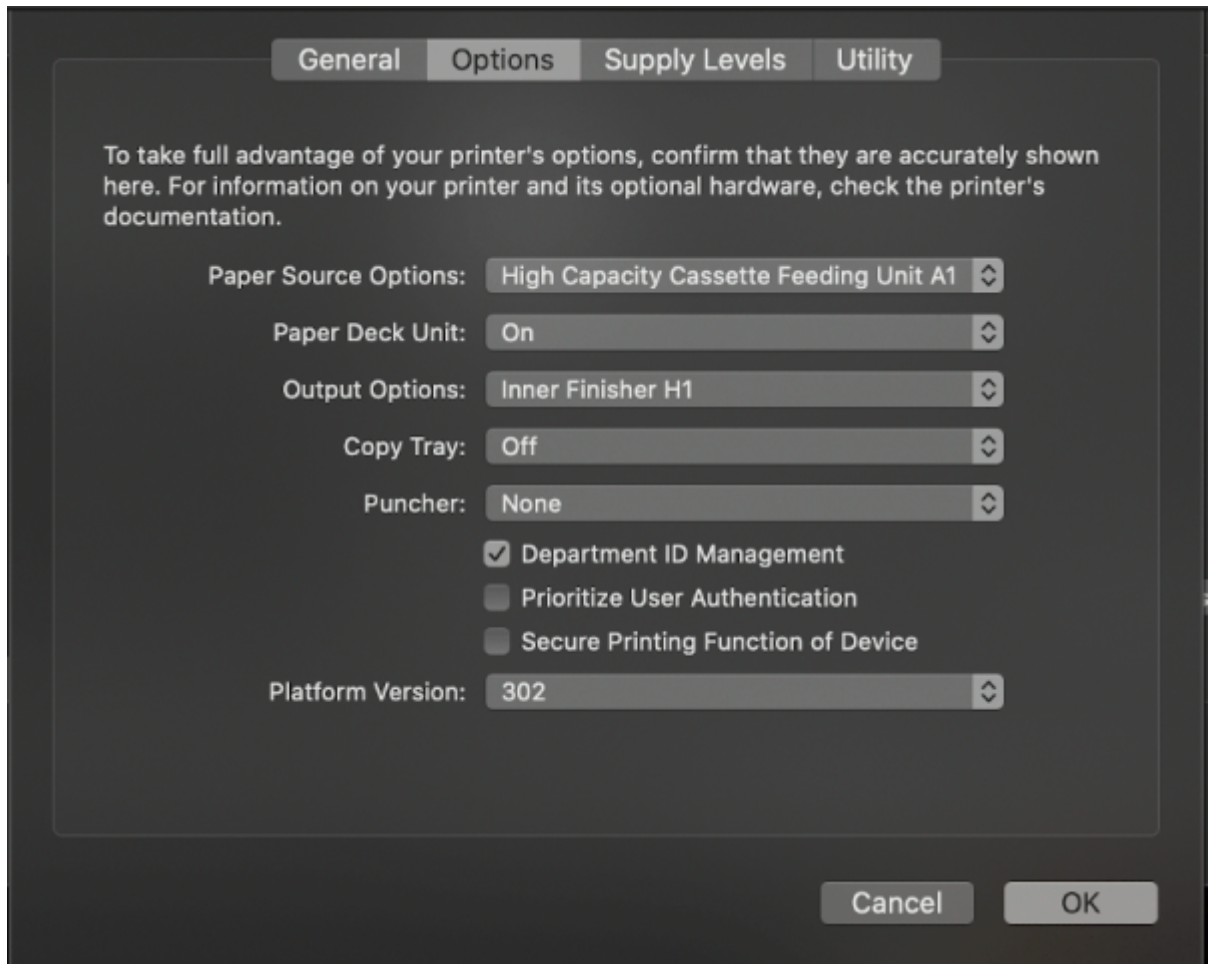 General Options Supply Levels Utility
To take full advantage of your printer's options, confirm that they are accurately shown
here. For information on your printer and its optional hardware, check the printer's
documentation.
Paper Source Options: High Capacity Cassette Feeding Unit A1
Paper Deck Unit: On
Output Options: Inner Finisher H1
Copy Tray: Off
Puncher: None
Department ID Management
Prioritize User Authentication
Secure Printing Function of Device
Platform Version: 302
Cancel OK